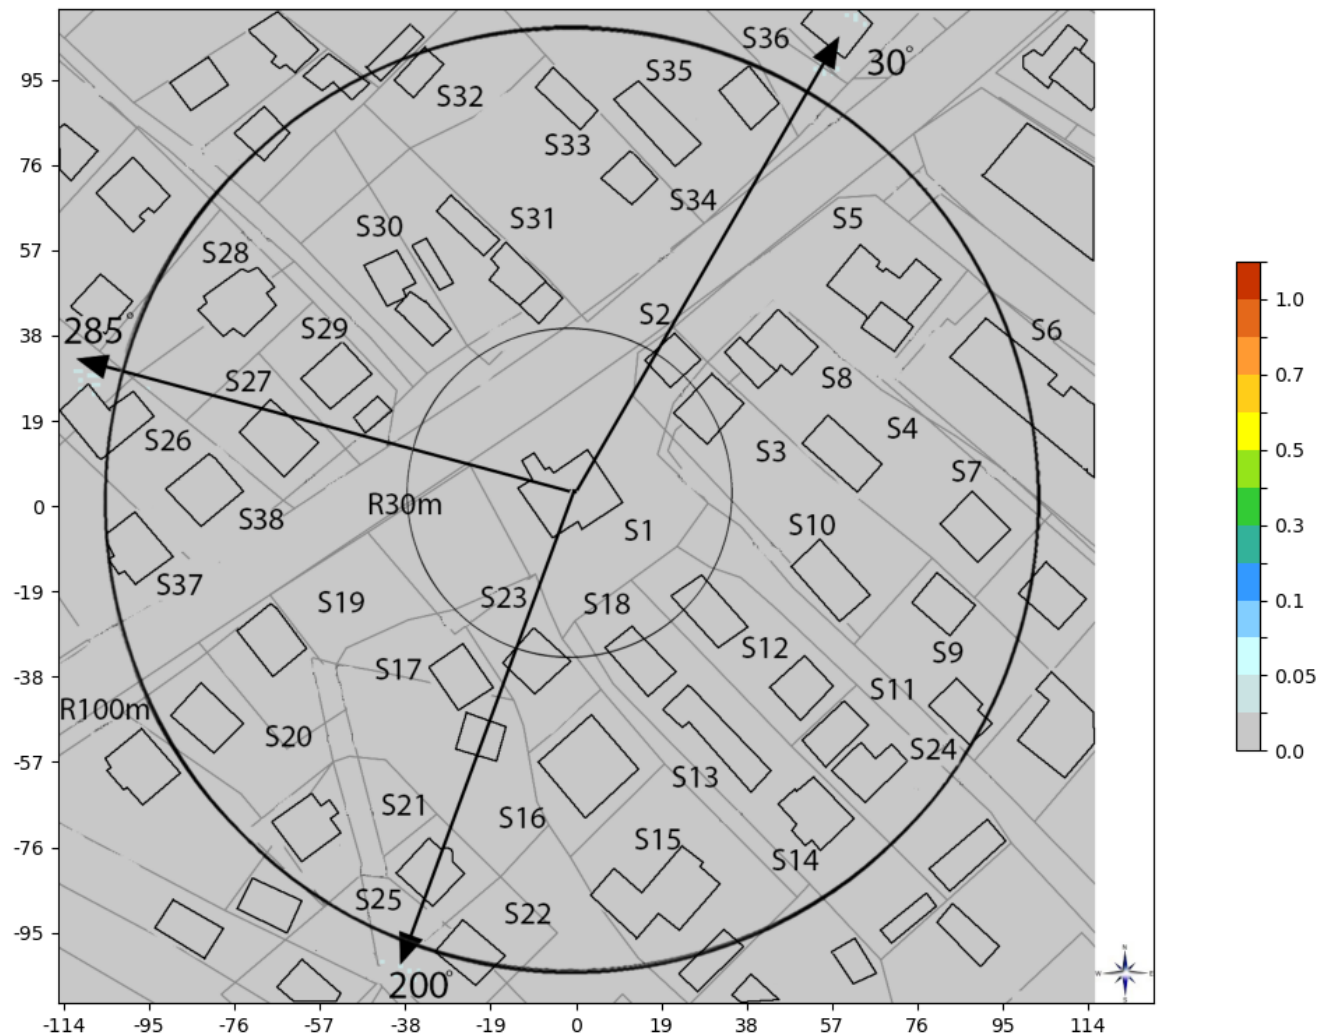 S36
30°
S35
95
S32
1.0
S33
76
S34
S31
S5
S30
57
S28
0.7
38
285°
S2
S6
S29
S27
S8
0.5
19
S26
S4
S3
S7
0
R30m
S38
S1
S10
0.3
S37
-19
S19
S23
S18
0.1
S12
S9
-38
S17
S11
0.05
R100m
S20
S24
0.0
-57
S13
S21
S16
-76
S15
S14
S25
S22
-95
N
W
E
S
200°
-114 -95 -76 -57 -38 -19 0 19 38 57 76 95 114